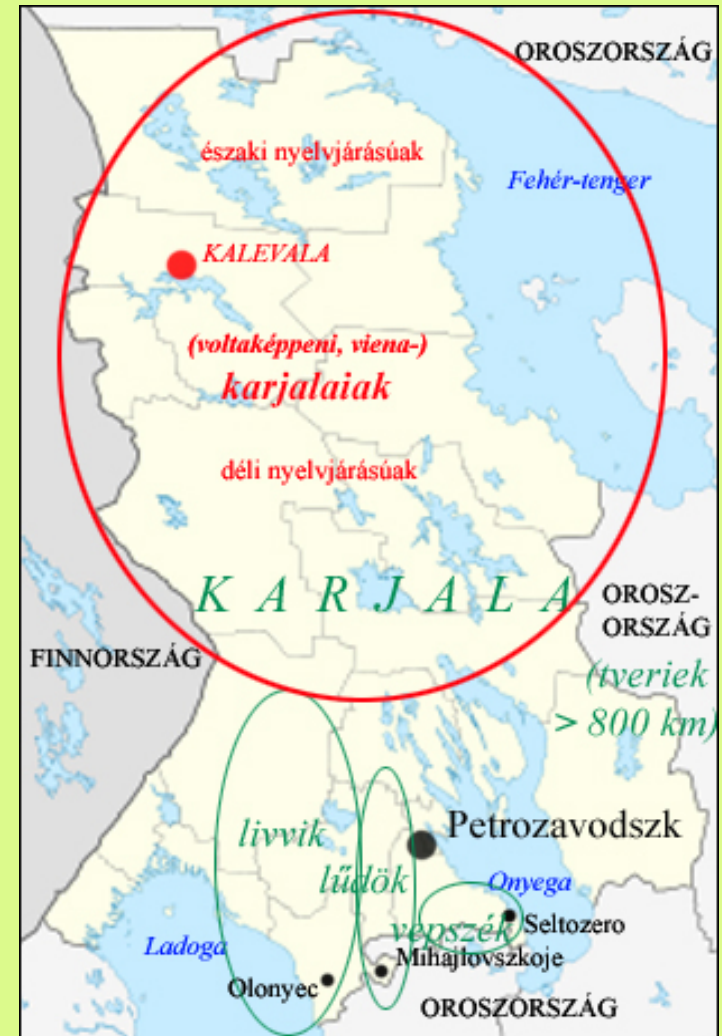 OROSZORSZÁG
északi nyelvjárásúak
Fehér-tenger
KALEVALA
(voltaképpeni, viena-)
karjalaiak
déli nyelvjárásúak
KARJALA
OROSZ-
ORSZÁG
FINNORSZÁG
(tveriek
> 800 km)
Petrozavodszk
livvik
lűdök
Onyega
vepszék
Seltozero
Ladoga
Mihajlovszkoje
Olonyec
OROSZORSZÁG